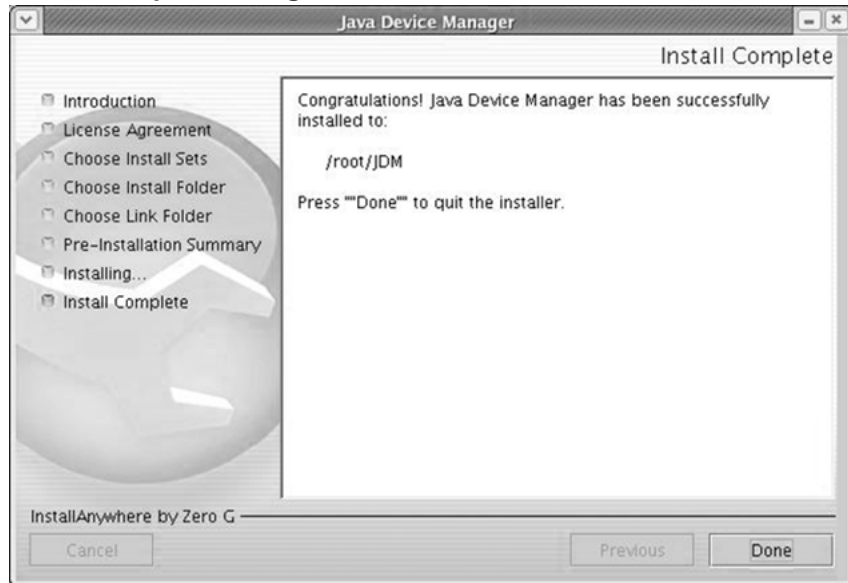 Java Device Manager
Install Complete
Introduction
License Agreement
Choose Install Sets
Choose Install Folder
Choose Link Folder
Pre-Installation Summary
Installing...
Install Complete
Congratulations! Java Device Manager has been successfully
installed to:
/root/JDM
Press ""Done"" to quit the installer.
InstallAnywhere by Zero G
Cancel
Previous
Done